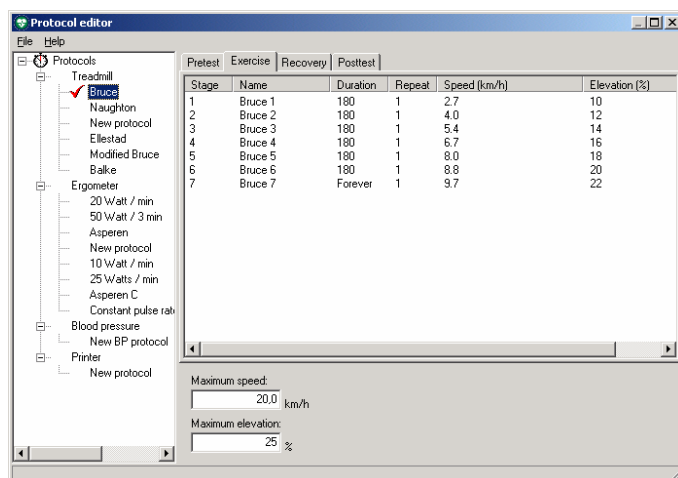 Protocol editor
File Help
Protocols
Treadmill
Bruce
Naughton
New protocol
Ellestad
Modified Bruce
Balke
Ergometer
20 Watt / min
50 Watt / 3 min
Asperen
New protocol
10 Watt / min
25 Watts / min
Asperen C
Constant pulse rat
Blood pressure
New BP protocol
Printer
New protocol
Pretest Exercise Recovery Posttest
Stage Name Duration Repeat Speed (km/h) Elevation (%)
1 Bruce 1 180 1 2.7 10
2 Bruce 2 180 1 4.0 12
3 Bruce 3 180 1 5.4 14
4 Bruce 4 180 1 6.7 16
5 Bruce 5 180 1 8.0 18
6 Bruce 6 180 1 8.8 20
7 Bruce 7 Forever 1 9.7 22
Maximum speed:
20,0 km/h
Maximum elevation:
25 %